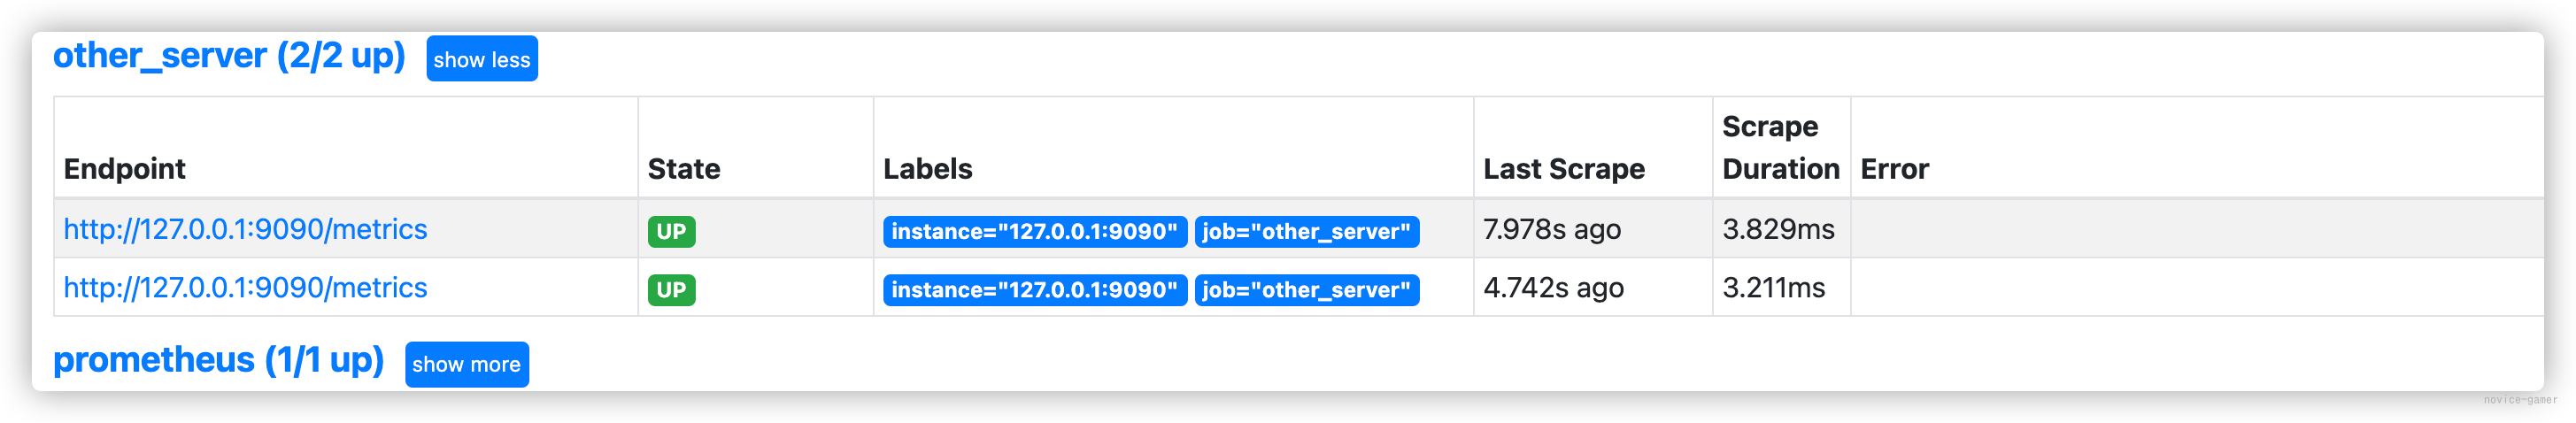 other_server (2/2 up) show less
Endpoint State Labels Last Scrape Scrape Duration Error
http://127.0.0.1:9090/metrics UP instance="127.0.0.1:9090" job="other_server" 7.978s ago 3.829ms
http://127.0.0.1:9090/metrics UP instance="127.0.0.1:9090" job="other_server" 4.742s ago 3.211ms
prometheus (1/1 up) show more
novice-gamer